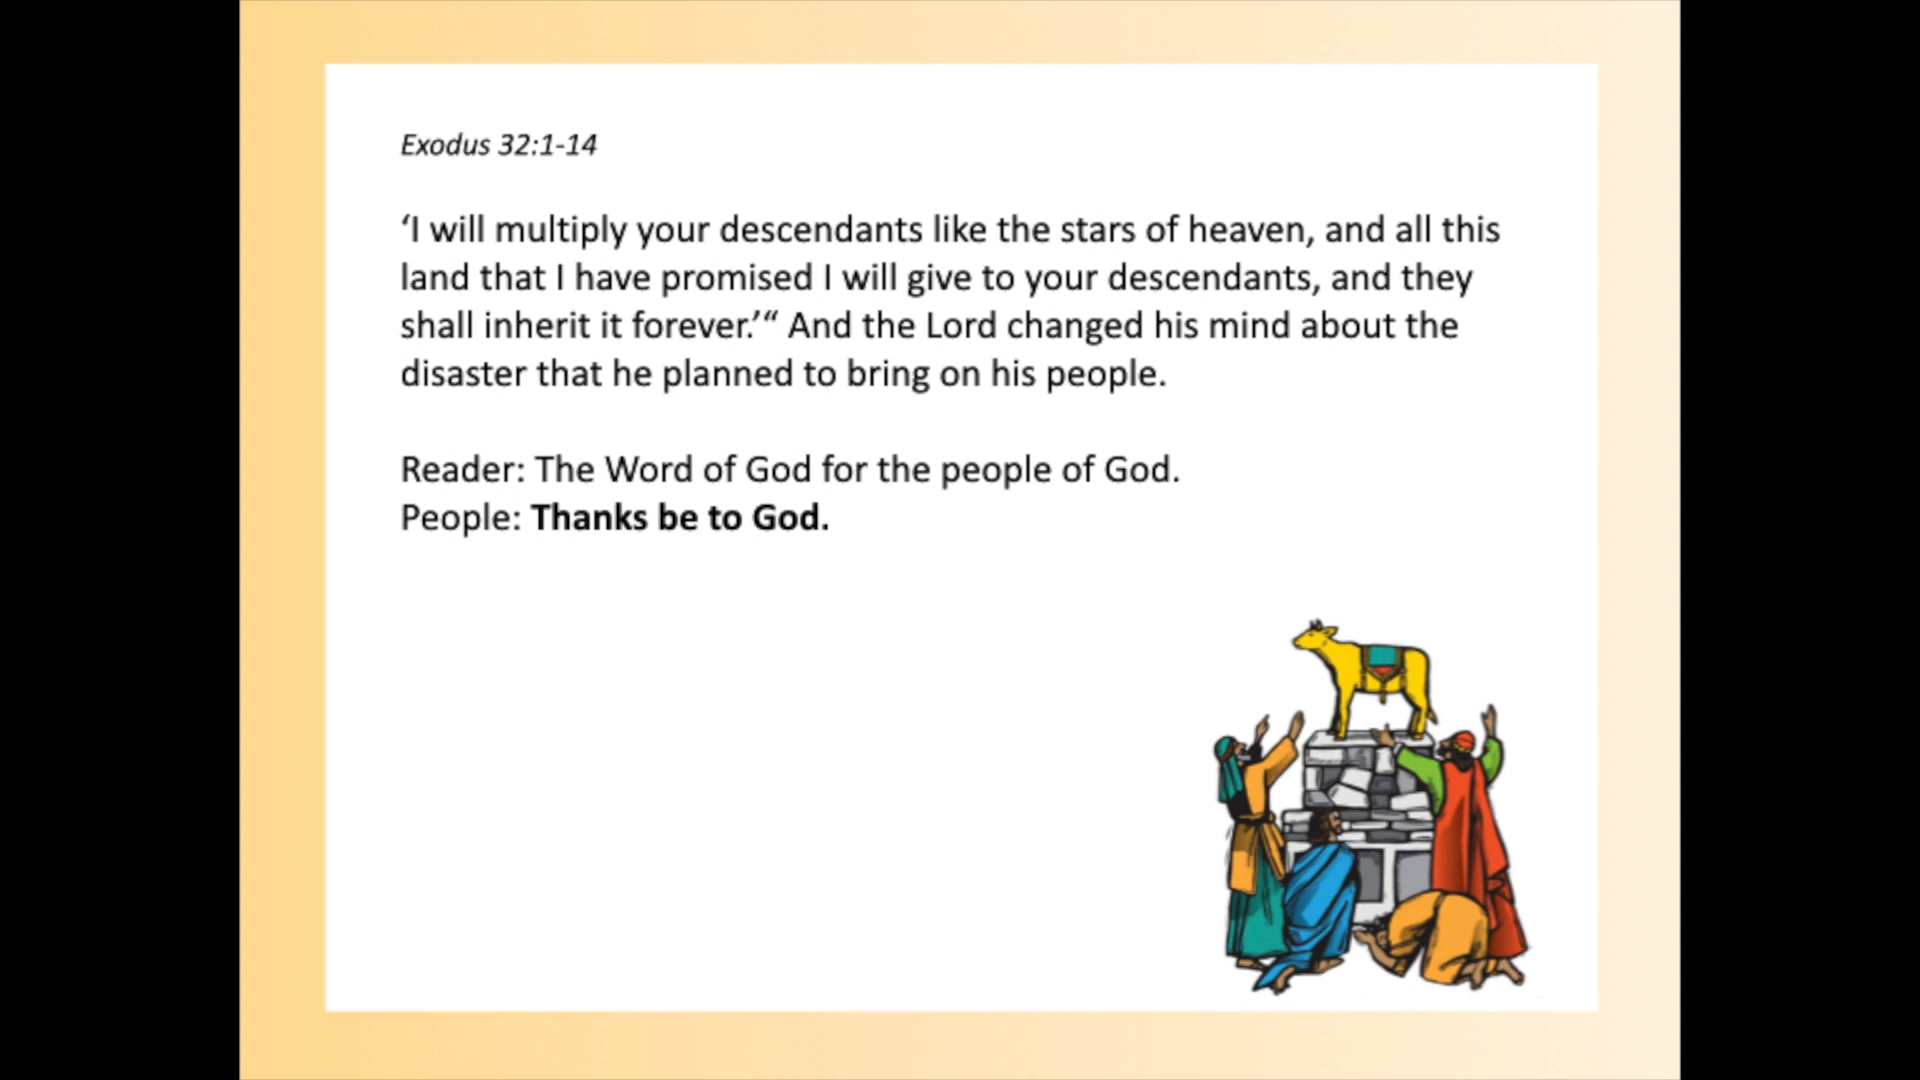 Exodus 32:1-14
‘I will multiply your descendants like the stars of heaven, and all this
land that I have promised I will give to your descendants, and they
shall inherit it forever.’“ And the Lord changed his mind about the
disaster that he planned to bring on his people.
Reader: The Word of God for the people of God.
People: Thanks be to God.